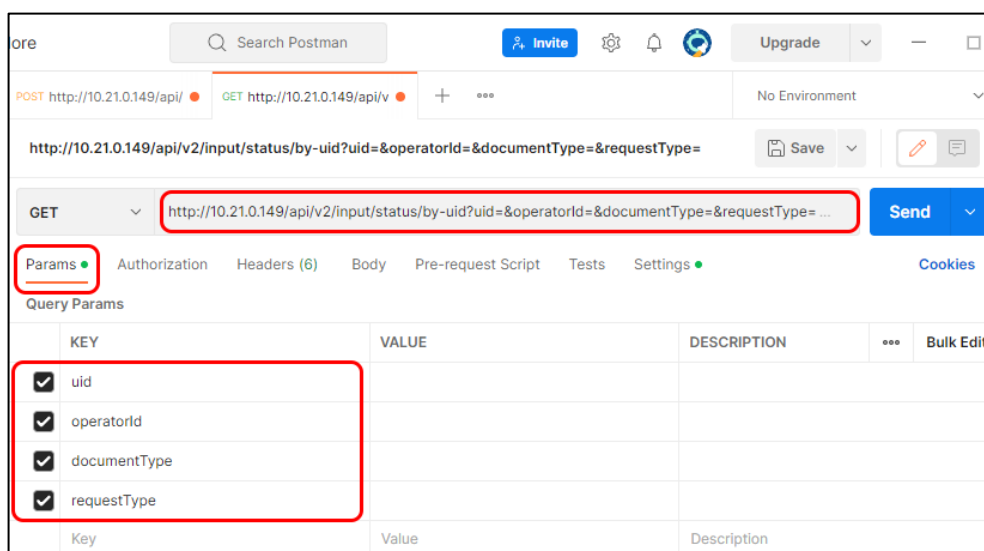 lore Search Postman Invite Upgrade
POST http://10.21.0.149/api/ GET http://10.21.0.149/api/v No Environment
http://10.21.0.149/api/v2/input/status/by-uid?uid=&operatorId=&documentType=&requestType= Save
GET http://10.21.0.149/api/v2/input/status/by-uid?uid=&operatorId=&documentType=&requestType= ... Send
Params Authorization Headers (6) Body Pre-request Script Tests Settings Cookies
Query Params
KEY VALUE DESCRIPTION Bulk Edit
uid
operatorId
documentType
requestType
Key Value Description